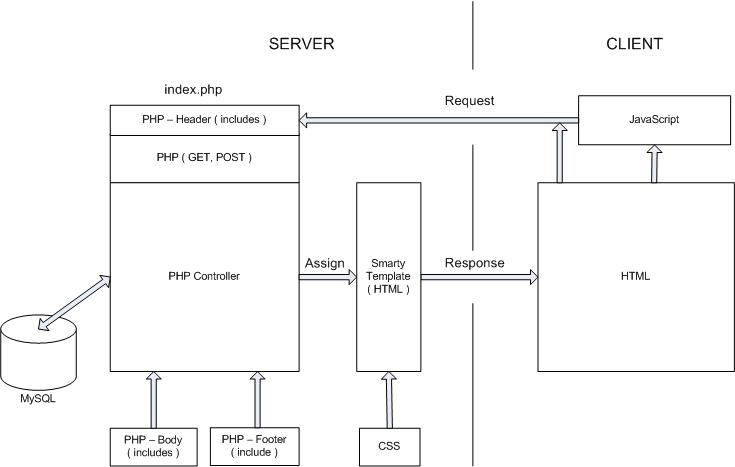 SERVER
CLIENT
index.php
Request
PHP – Header ( includes )
JavaScript
PHP ( GET, POST )
PHP Controller
Assign
Smarty
Template
( HTML )
Response
HTML
MySQL
PHP – Body
( includes )
PHP – Footer
( include )
CSS